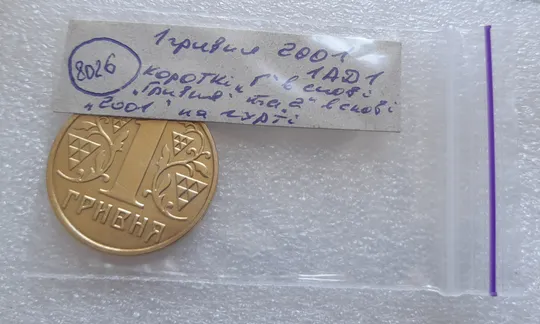 1 гривня 2001
8026
1АД1
короткі „Г" в слові
„Гривня" та „2" в слові
„2001" на гурті
1
ГРИВНЯ